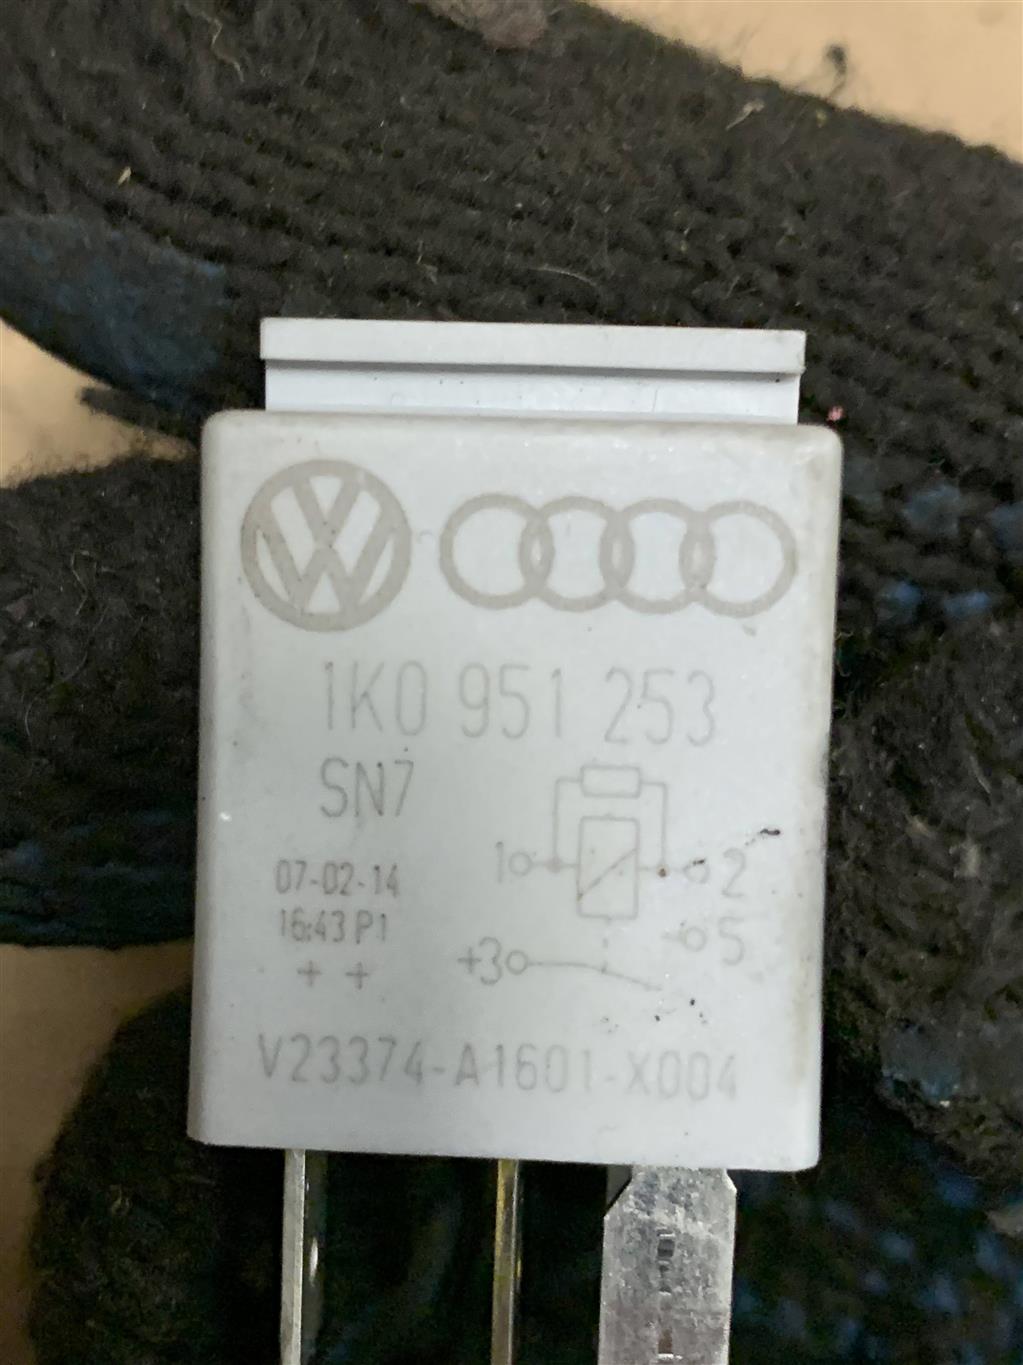 1K0 951 253
SN7
07-02-14
16:43 P1
+ +
1 2
5
+3
V23374-A1601-X004